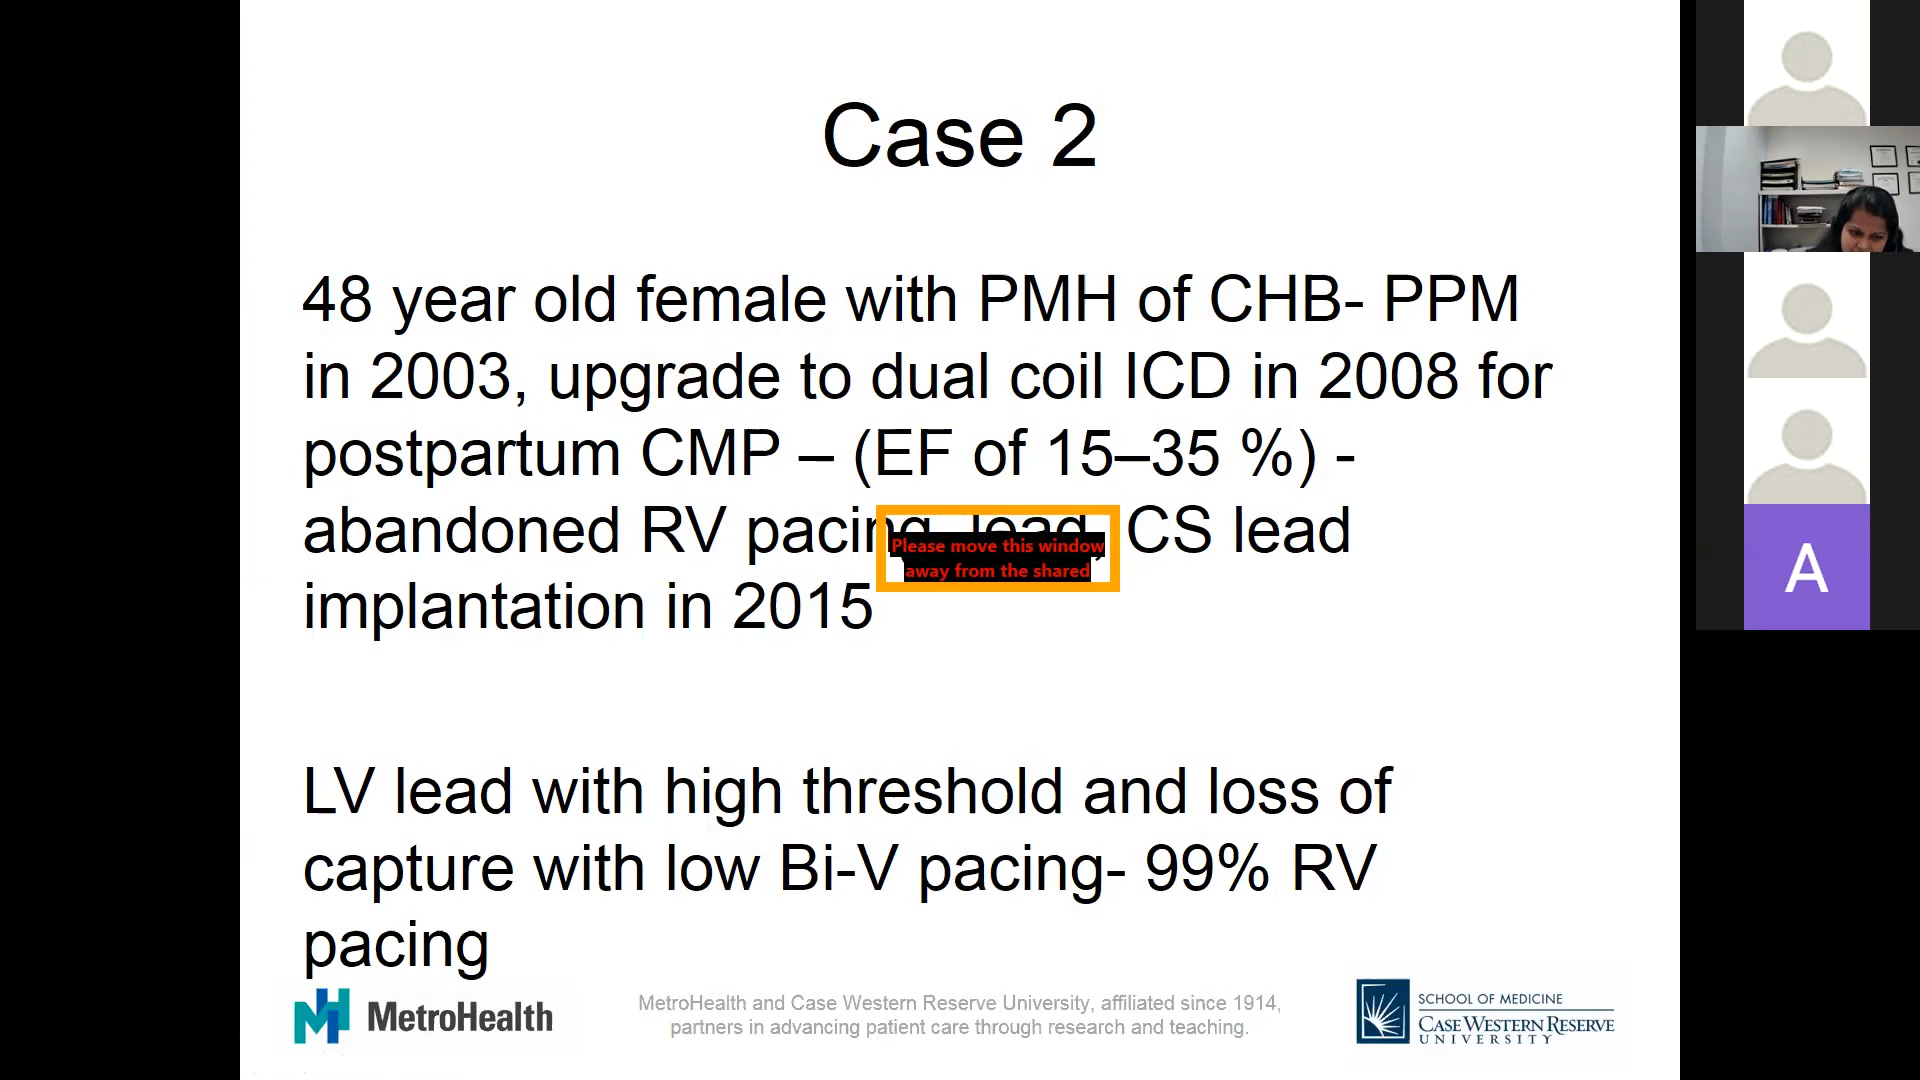 Case 2
48 year old female with PMH of CHB- PPM
in 2003, upgrade to dual coil ICD in 2008 for
postpartum CMP – (EF of 15–35 %) -
abandoned RV pacing lead, CS lead
implantation in 2015
Please move this window
away from the shared
LV lead with high threshold and loss of
capture with low Bi-V pacing- 99% RV
pacing
MetroHealth
MetroHealth and Case Western Reserve University, affiliated since 1914,
partners in advancing patient care through research and teaching.
SCHOOL OF MEDICINE
CASE WESTERN RESERVE
UNIVERSITY
A